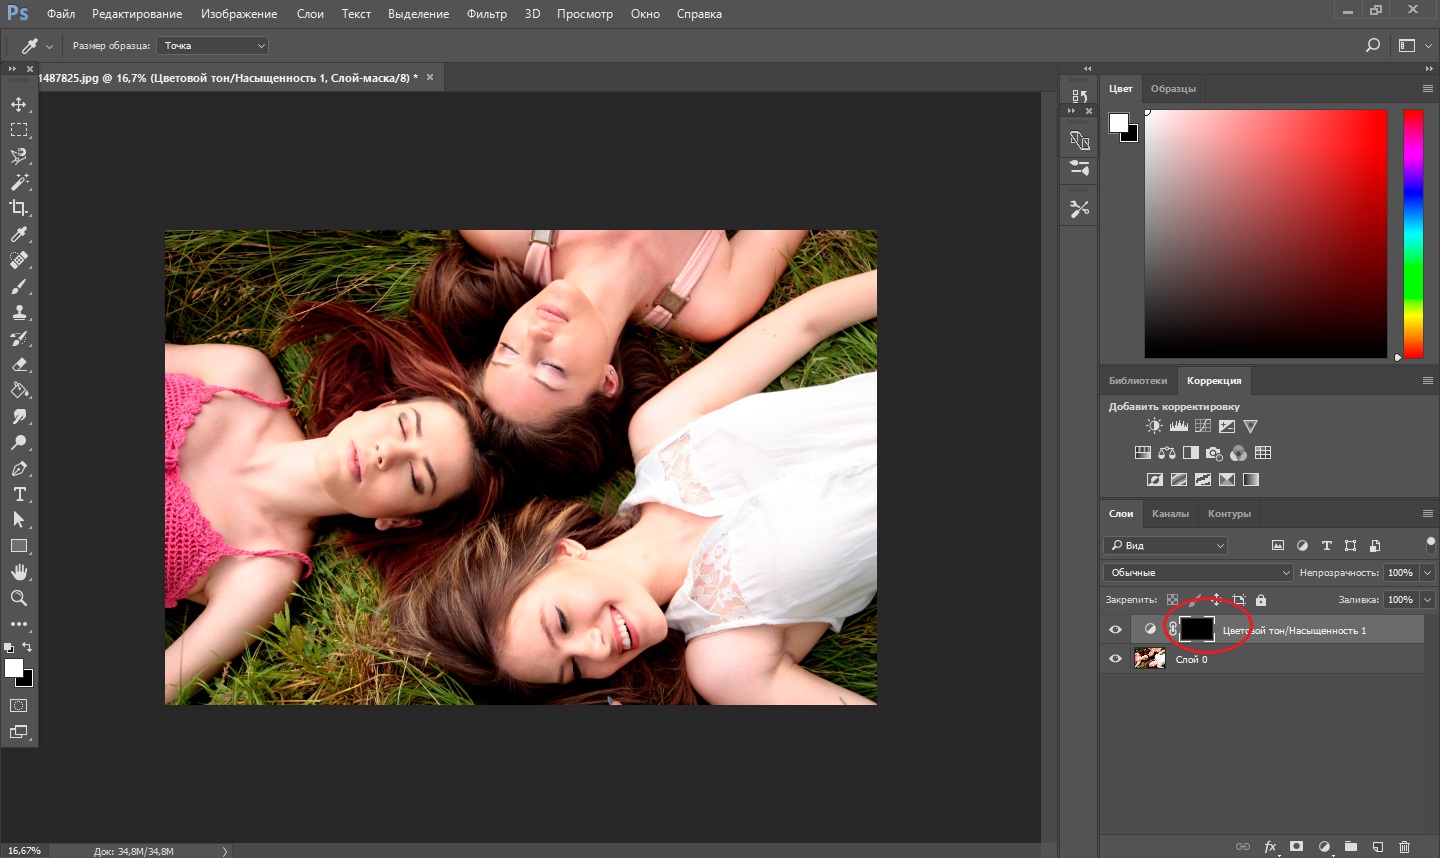 Ps Файл Редактирование Изображение Слои Текст Выделение Фильтр 3D Просмотр Окно Справка
Размер образца: Точка
1487825.jpg @ 16,7% (Цветовой тон/Насыщенность 1, Слой-маска/8) *
Цвет Образцы
Библиотеки Коррекция
Добавить корректировку
Слои Каналы Контуры
Вид
Обычные Непрозрачность: 100%
Закрепить: Заливка: 100%
Цветовой тон/Насыщенность 1
Слой 0
fx
16,67% Док: 34,8M/34,8M